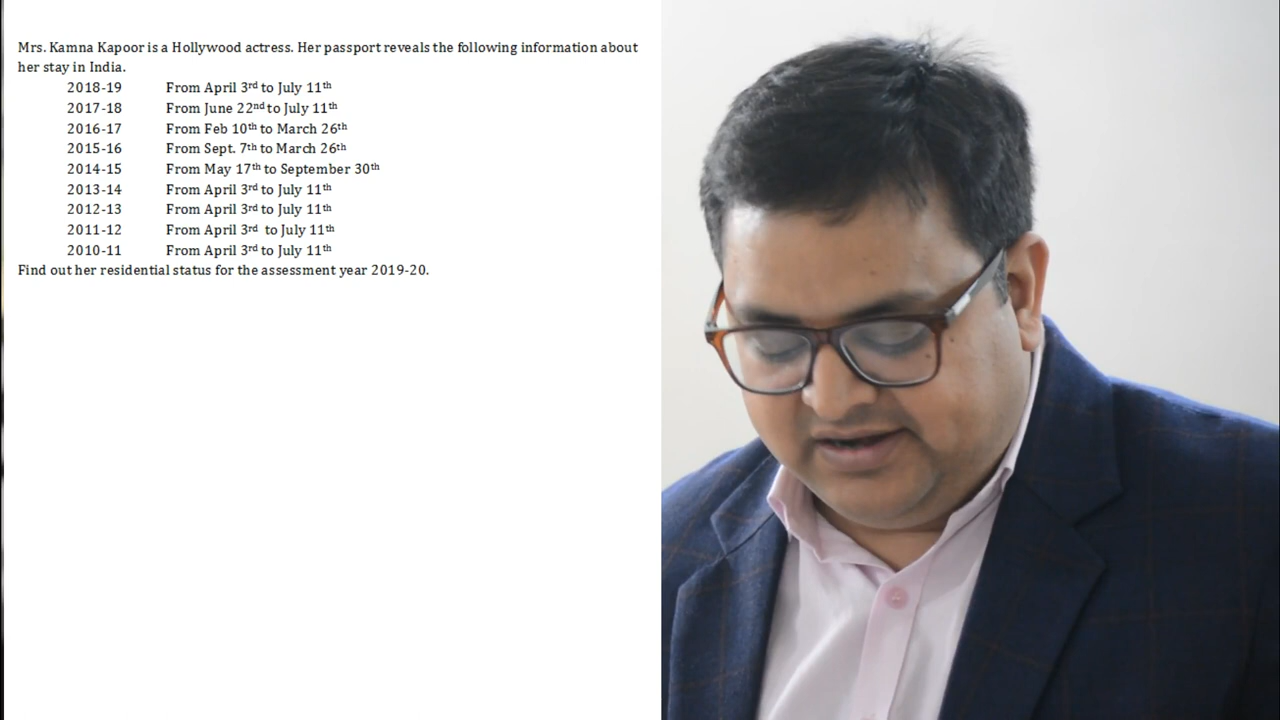 Mrs. Kamna Kapoor is a Hollywood actress. Her passport reveals the following information about
her stay in India.
2018-19 From April 3rd to July 11th
2017-18 From June 22nd to July 11th
2016-17 From Feb 10th to March 26th
2015-16 From Sept. 7th to March 26th
2014-15 From May 17th to September 30th
2013-14 From April 3rd to July 11th
2012-13 From April 3rd to July 11th
2011-12 From April 3rd to July 11th
2010-11 From April 3rd to July 11th
Find out her residential status for the assessment year 2019-20.